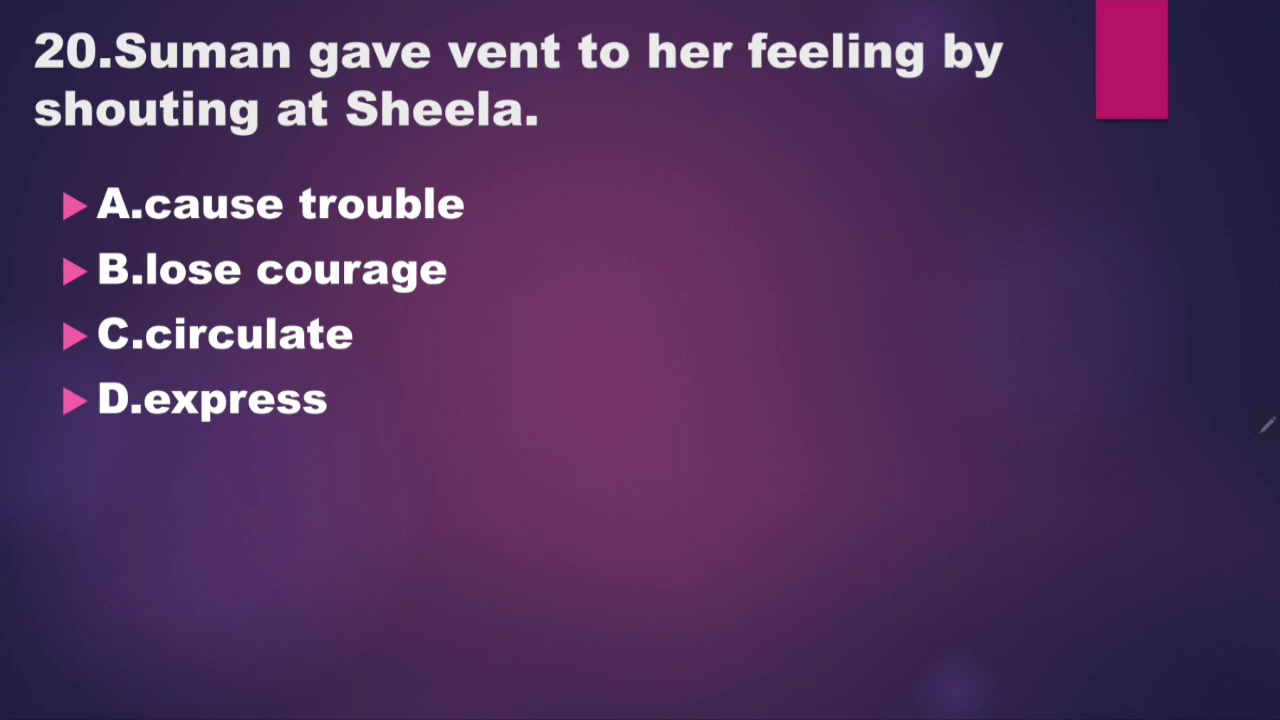 20.Suman gave vent to her feeling by
shouting at Sheela.
A.cause trouble
B.lose courage
C.circulate
D.express